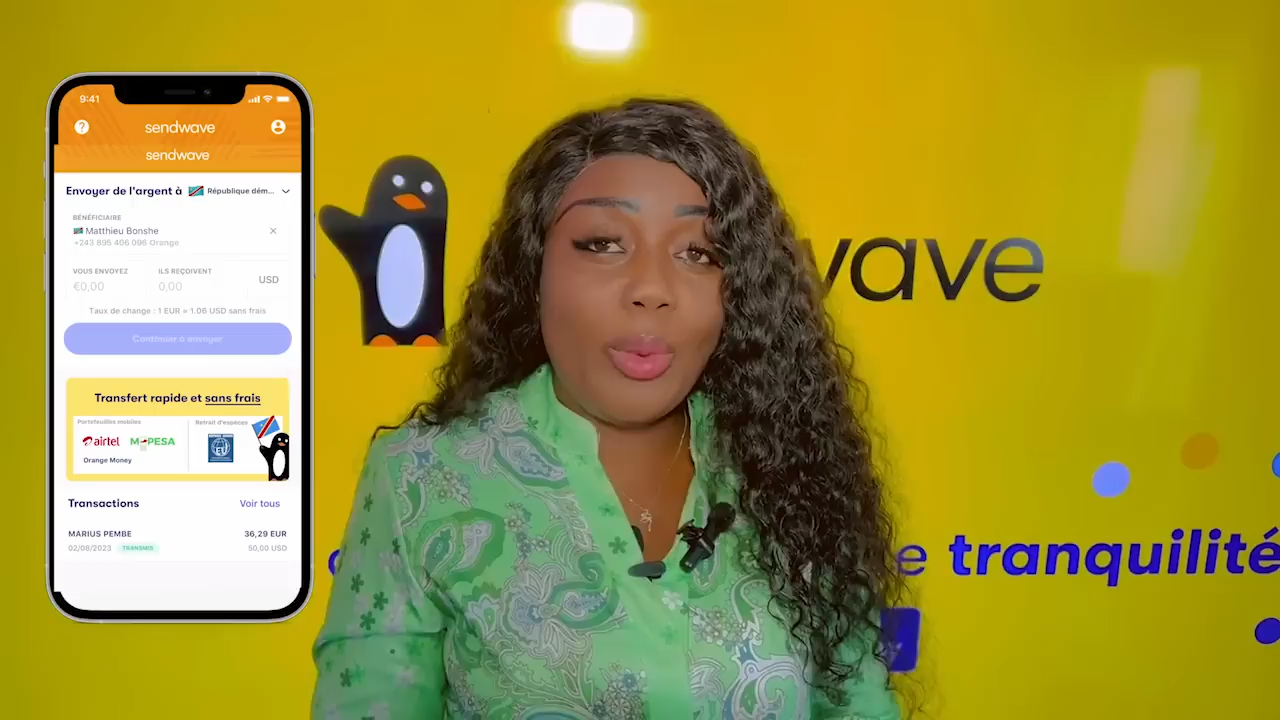 9:41
sendwave
sendwave
Envoyer de l'argent à République dém...
BÉNÉFICIAIRE
Matthieu Bonshe
+243 895 406 096 Orange
VOUS ENVOYEZ ILS REÇOIVENT
€0,00 0,00 USD
Taux de change : 1 EUR = 1.06 USD sans frais
Continuer à envoyer
Transfert rapide et sans frais
Portefeuilles mobiles Retrait d'espèces
airtel M-PESA
Orange Money
Transactions Voir tous
MARIUS PEMBE 36,29 EUR
02/08/2023 TRANSMIS 50,00 USD
wave
e tranquilité